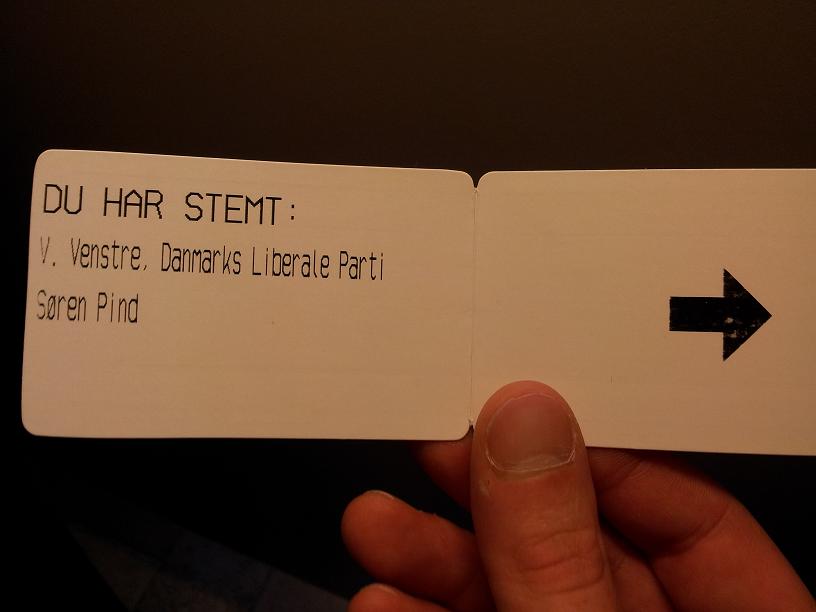 DU HAR STEMT:
V. Venstre, Danmarks Liberale Parti
Søren Pind